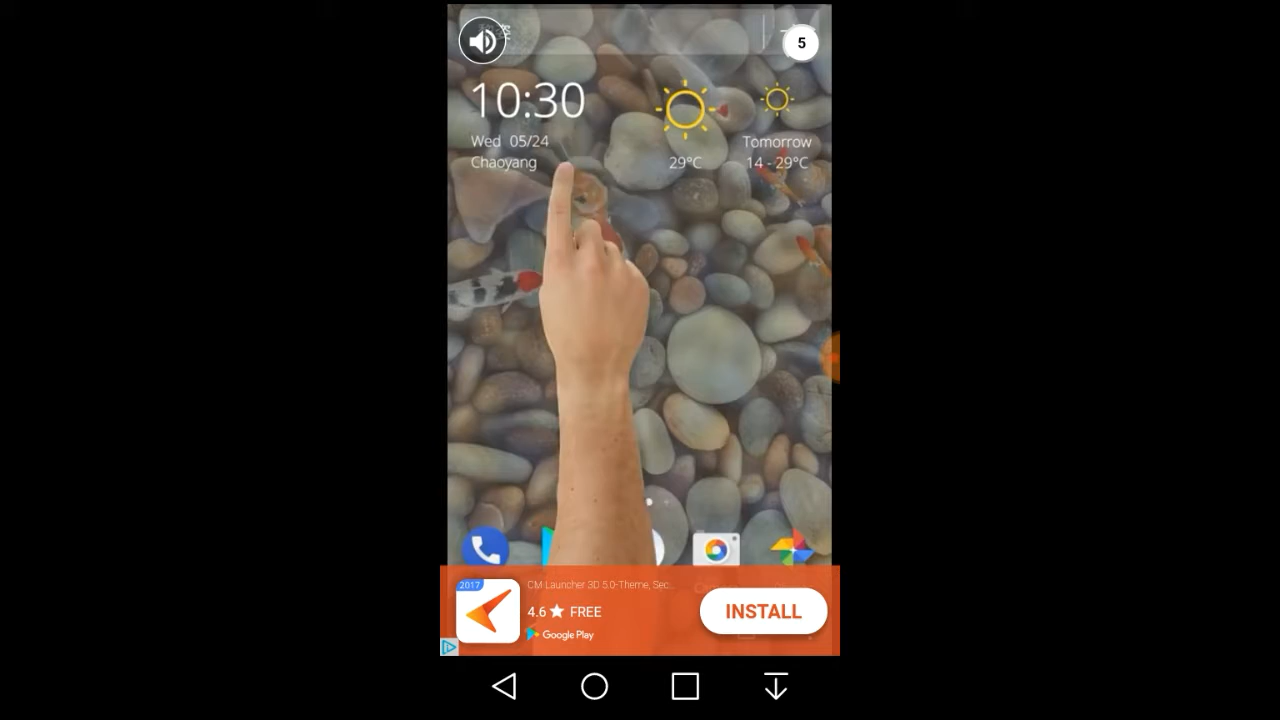 5
10:30
Wed 05/24
Chaoyang
29°C
Tomorrow
14 - 29°C
2017
CM Launcher 3D 5.0-Theme, Sec...
4.6 ★ FREE
Google Play
INSTALL